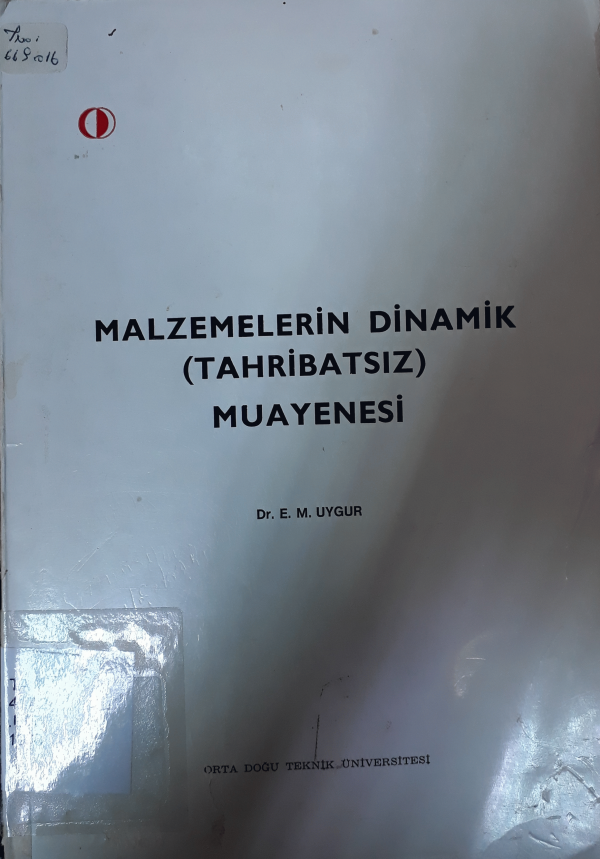 MALZEMELERİN DİNAMİK
(TAHRİBATSIZ)
MUAYENESİ
Dr. E. M. UYGUR
ORTA DOĞU TEKNİK ÜNİVERSİTESİ